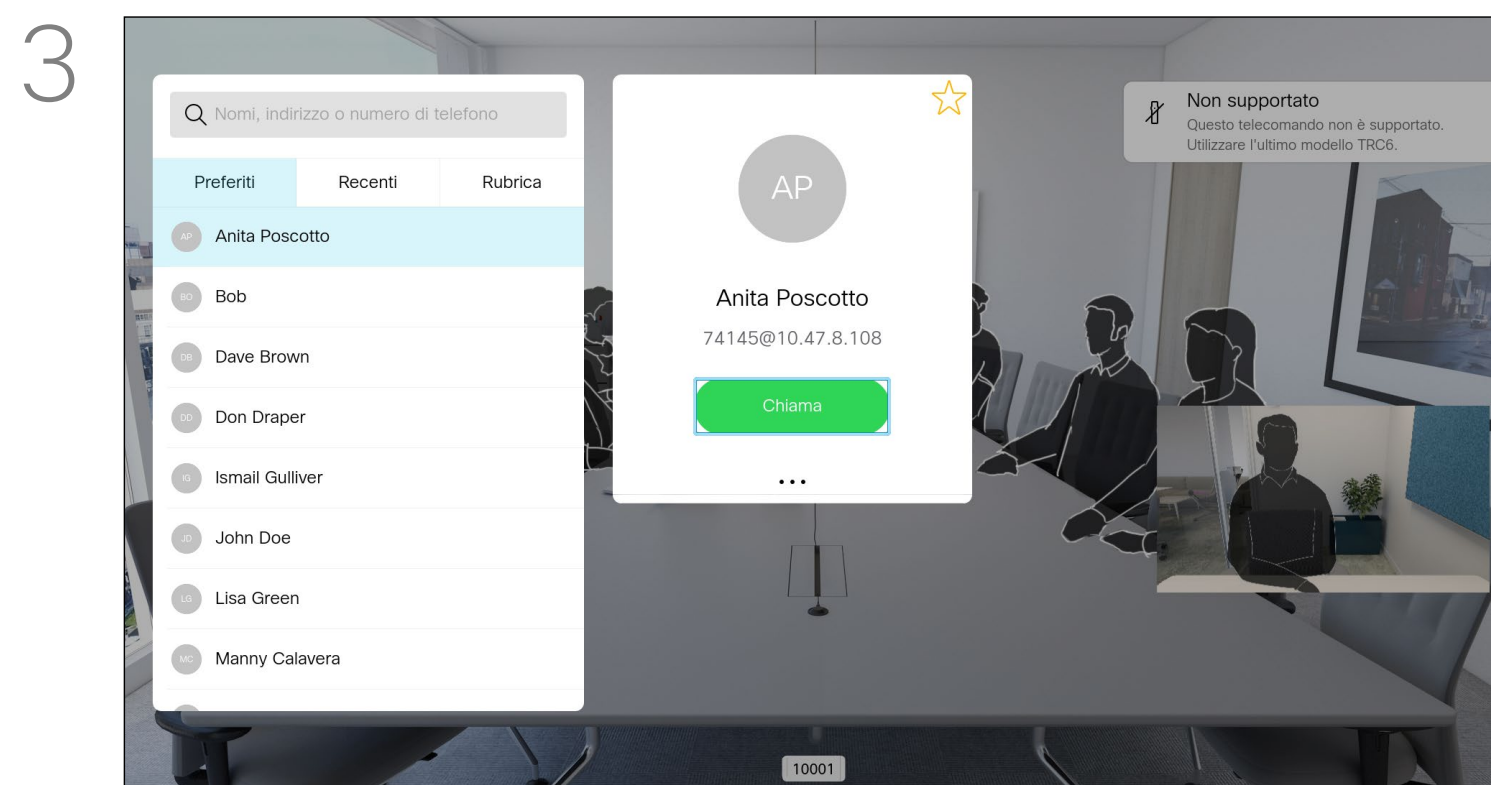 3
Nomi, indirizzo o numero di telefono
Preferiti Recenti Rubrica
AP Anita Poscotto
BO Bob
DB Dave Brown
DD Don Draper
IG Ismail Gulliver
JD John Doe
LG Lisa Green
MC Manny Calavera
AP
Anita Poscotto
74145@10.47.8.108
Chiama
...
Non supportato
Questo telecomando non è supportato.
Utilizzare l'ultimo modello TRC6.
10001